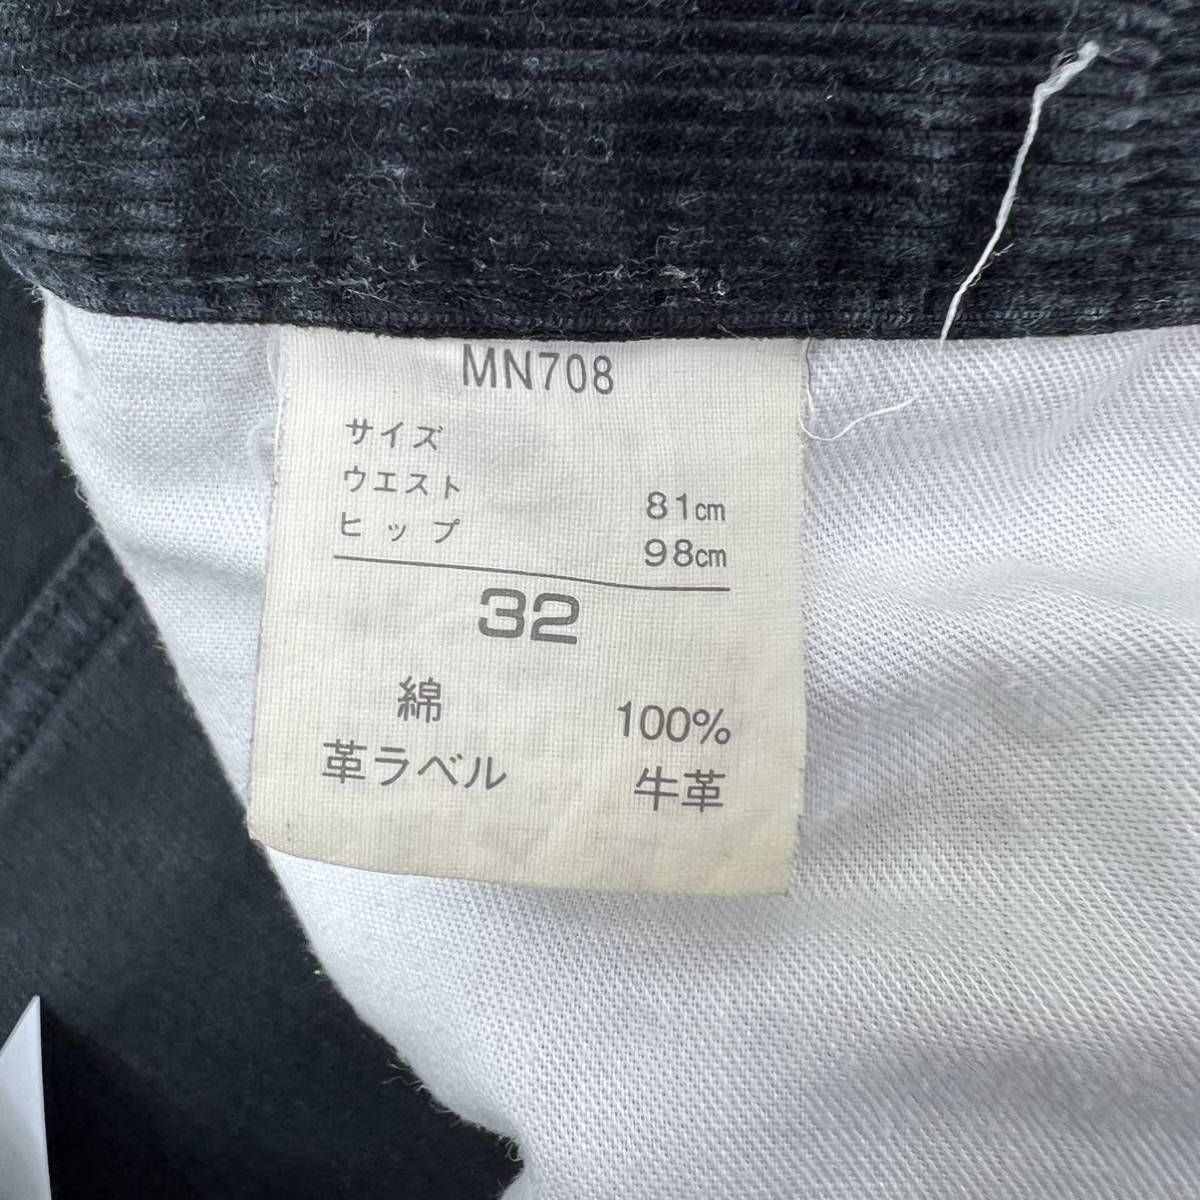 MN708
サイズ
ウエスト 81cm
ヒップ 98cm
32
綿 100%
革ラベル 牛革